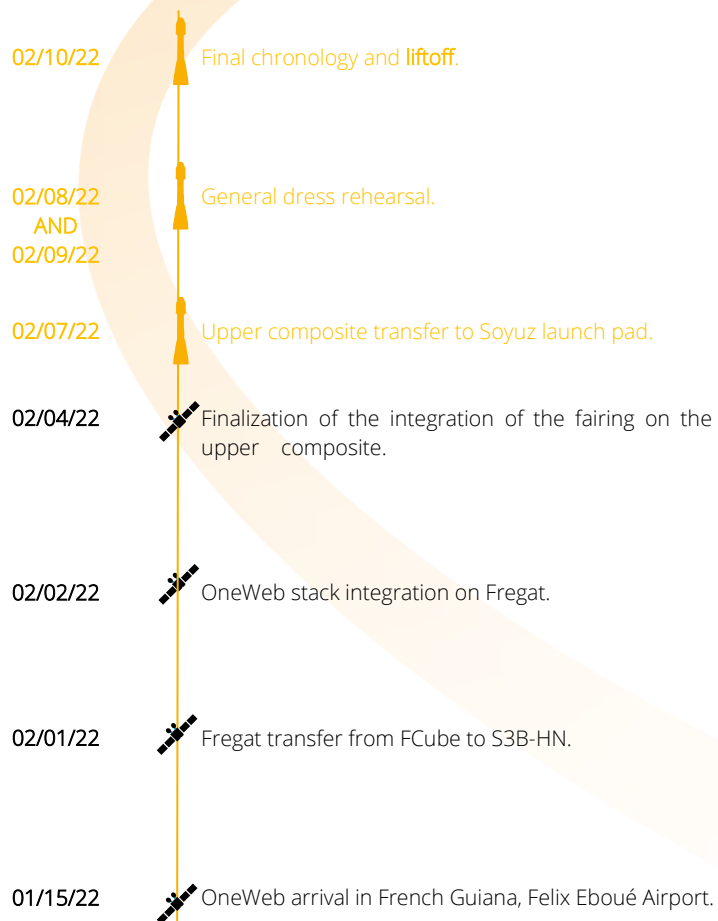 02/10/22 Final chronology and liftoff.
02/08/22 General dress rehearsal.
AND
02/09/22
02/07/22 Upper composite transfer to Soyuz launch pad.
02/04/22 Finalization of the integration of the fairing on the
upper composite.
02/02/22 OneWeb stack integration on Fregat.
02/01/22 Fregat transfer from FCube to S3B-HN.
01/15/22 OneWeb arrival in French Guiana, Felix Eboué Airport.